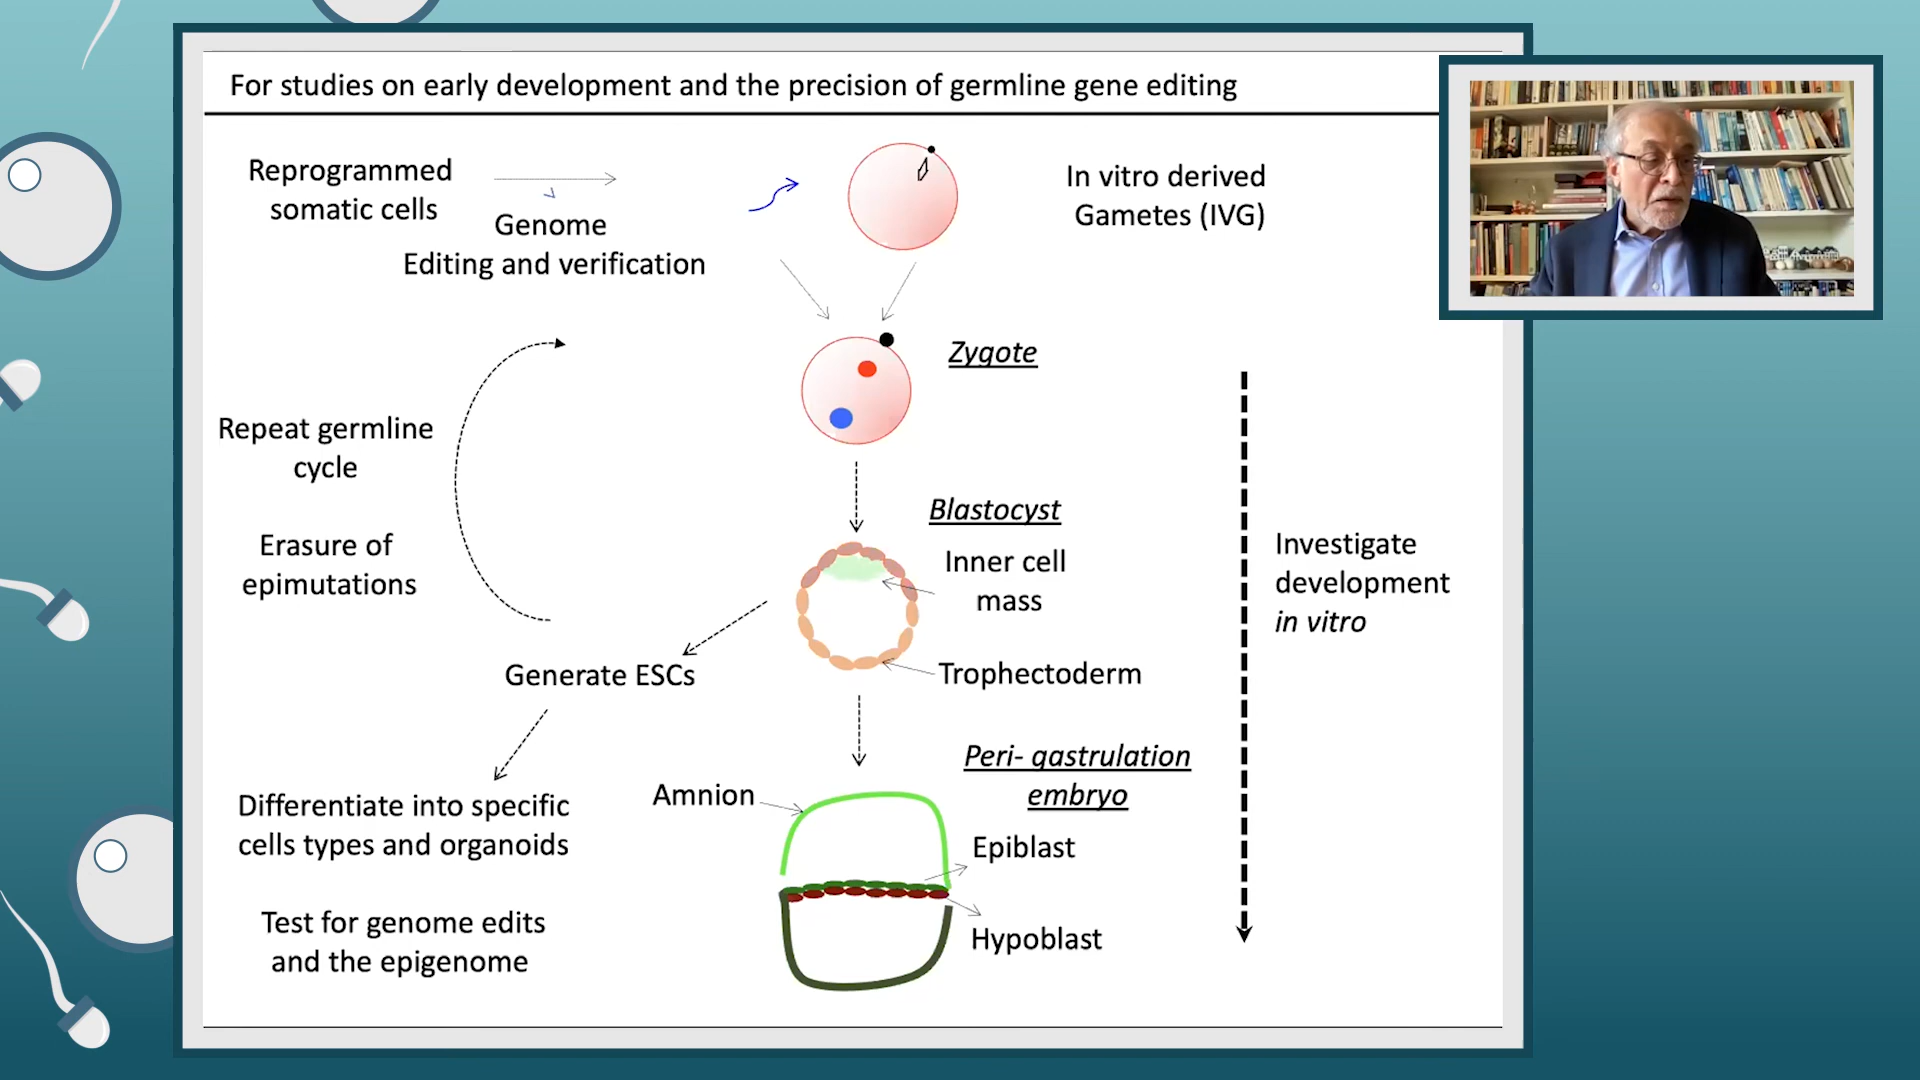 For studies on early development and the precision of germline gene editing
Reprogrammed
somatic cells
Genome
Editing and verification
In vitro derived
Gametes (IVG)
Zygote
Repeat germline
cycle
Erasure of
epimutations
Blastocyst
Inner cell
mass
Trophectoderm
Investigate
development
in vitro
Generate ESCs
Differentiate into specific
cells types and organoids
Test for genome edits
and the epigenome
Peri- gastrulation
embryo
Amnion
Epiblast
Hypoblast